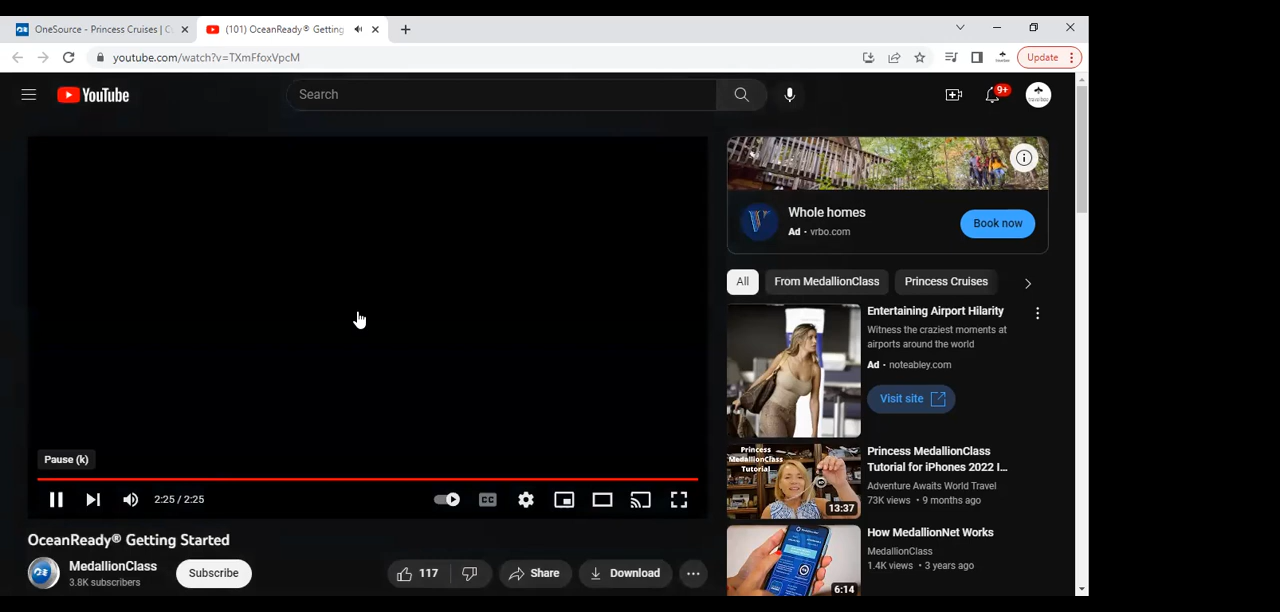 OneSource - Princess Cruises | C
(101) OceanReady® Getting
youtube.com/watch?v=TXmFfoxVpcM
Update
YouTube
Search
9+
Whole homes
Ad • vrbo.com
Book now
All
From MedallionClass
Princess Cruises
Entertaining Airport Hilarity
Witness the craziest moments at
airports around the world
Ad • noteabley.com
Visit site
Pause (k)
2:25 / 2:25
CC
Princess
MedallionClass
Tutorial
13:37
Princess MedallionClass
Tutorial for iPhones 2022 I...
Adventure Awaits World Travel
73K views • 9 months ago
OceanReady® Getting Started
MedallionClass
3.8K subscribers
Subscribe
117
Share
Download
6:14
How MedallionNet Works
MedallionClass
1.4K views • 3 years ago